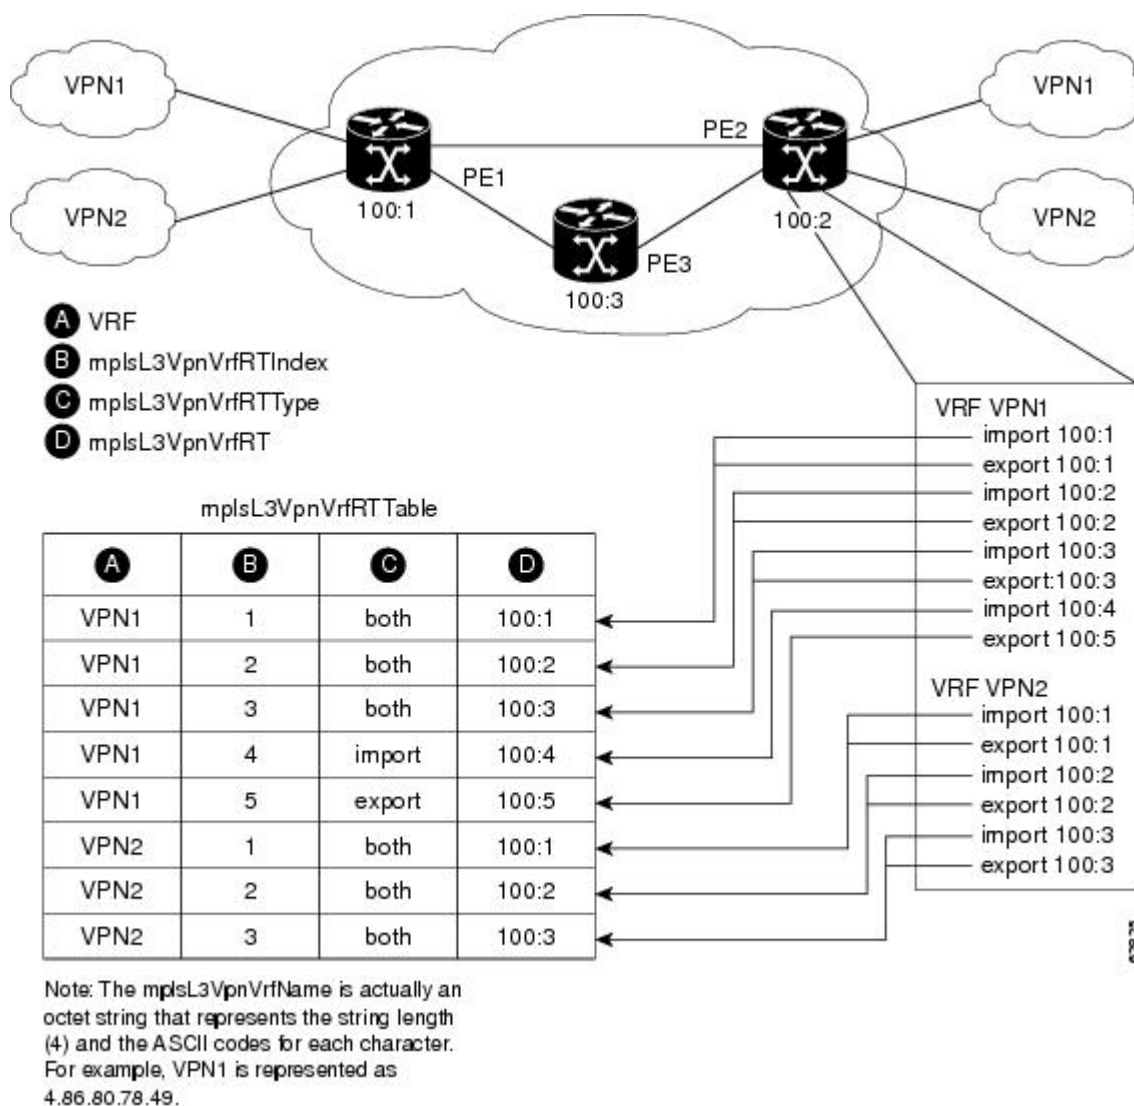 VPN1
VPN1
PE2
PE1
VPN2
100:1
100:2
VPN2
PE3
100:3
A VRF
B mplsL3VpnVrfRTIndex
C mplsL3VpnVrfRTType
D mplsL3VpnVrfRT
VRF VPN1
import 100:1
export 100:1
import 100:2
export 100:2
import 100:3
export:100:3
import 100:4
export 100:5
VRF VPN2
import 100:1
export 100:1
import 100:2
export 100:2
import 100:3
export 100:3
mplsL3VpnVrfRTTable
A B C D
VPN1 1 both 100:1
VPN1 2 both 100:2
VPN1 3 both 100:3
VPN1 4 import 100:4
VPN1 5 export 100:5
VPN2 1 both 100:1
VPN2 2 both 100:2
VPN2 3 both 100:3
Note: The mplsL3VpnVrfName is actually an
octet string that represents the string length
(4) and the ASCII codes for each character.
For example, VPN1 is represented as
4.86.80.78.49.